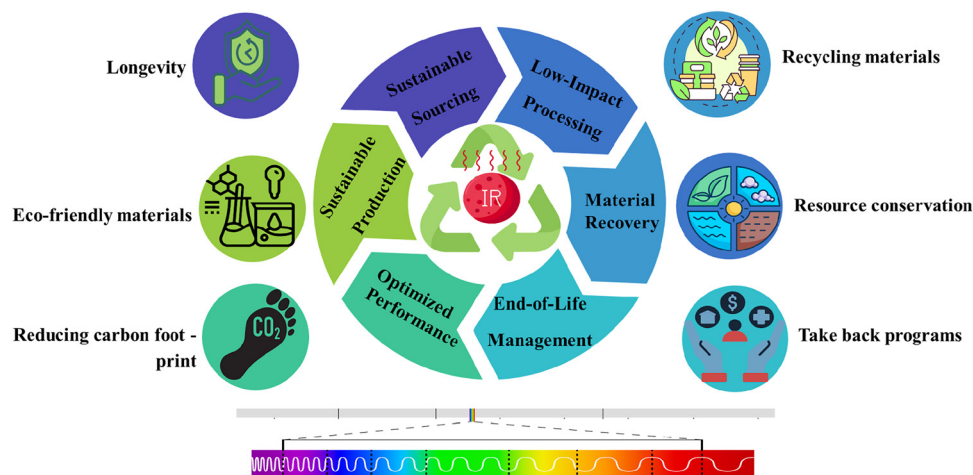 Longevity
Eco-friendly materials
Reducing carbon foot -
print
CO2
Sustainable
Sourcing
Low-Impact
Processing
Material
Recovery
End-of-Life
Management
Optimized
Performance
Sustainable
Production
IR
Recycling materials
Resource conservation
$
Take back programs